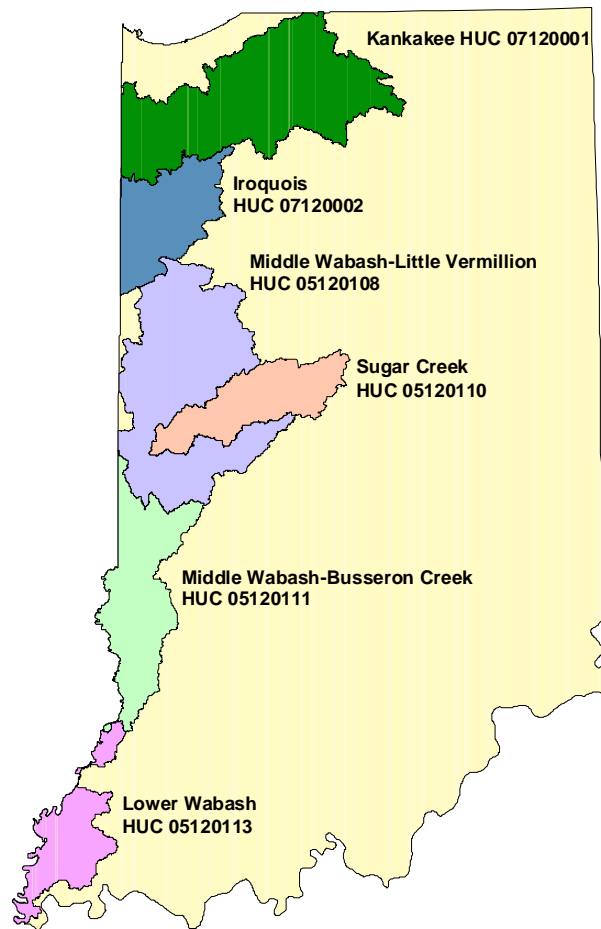 Kankakee HUC 07120001
Iroquois
HUC 07120002
Middle Wabash-Little Vermillion
HUC 05120108
Sugar Creek
HUC 05120110
Middle Wabash-Busseron Creek
HUC 05120111
Lower Wabash
HUC 05120113